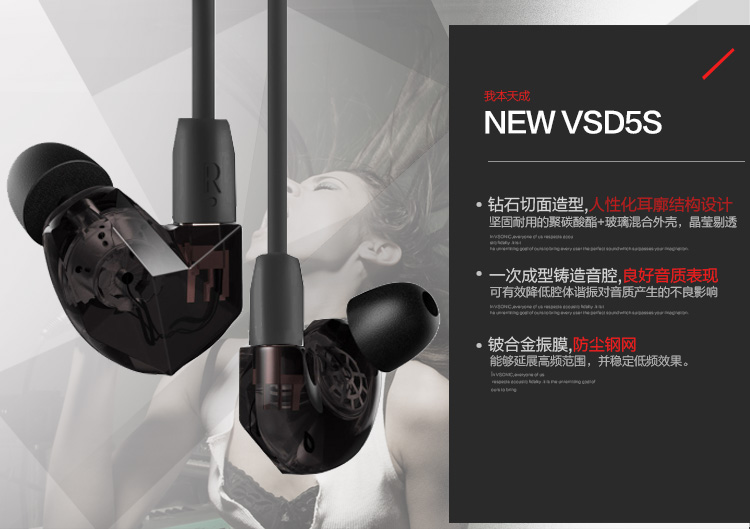 R
我本天成
NEW VSD5S
钻石切面造型,人性化耳廓结构设计
坚固耐用的聚碳酸酯+玻璃混合外壳，晶莹剔透
一次成型铸造音腔,良好音质表现
可有效降低腔体谐振对音质产生的不良影响
铍合金振膜,防尘钢网
能够延展高频范围，并稳定低频效果。